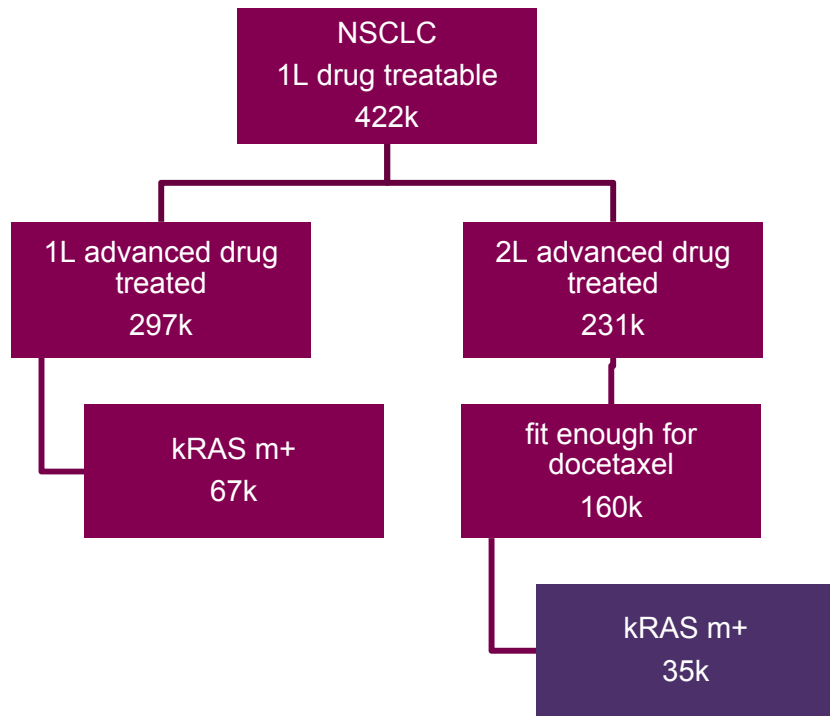 NSCLC
1L drug treatable
422k
1L advanced drug
treated
297k
2L advanced drug
treated
231k
kRAS m+
67k
fit enough for
docetaxel
160k
kRAS m+
35k